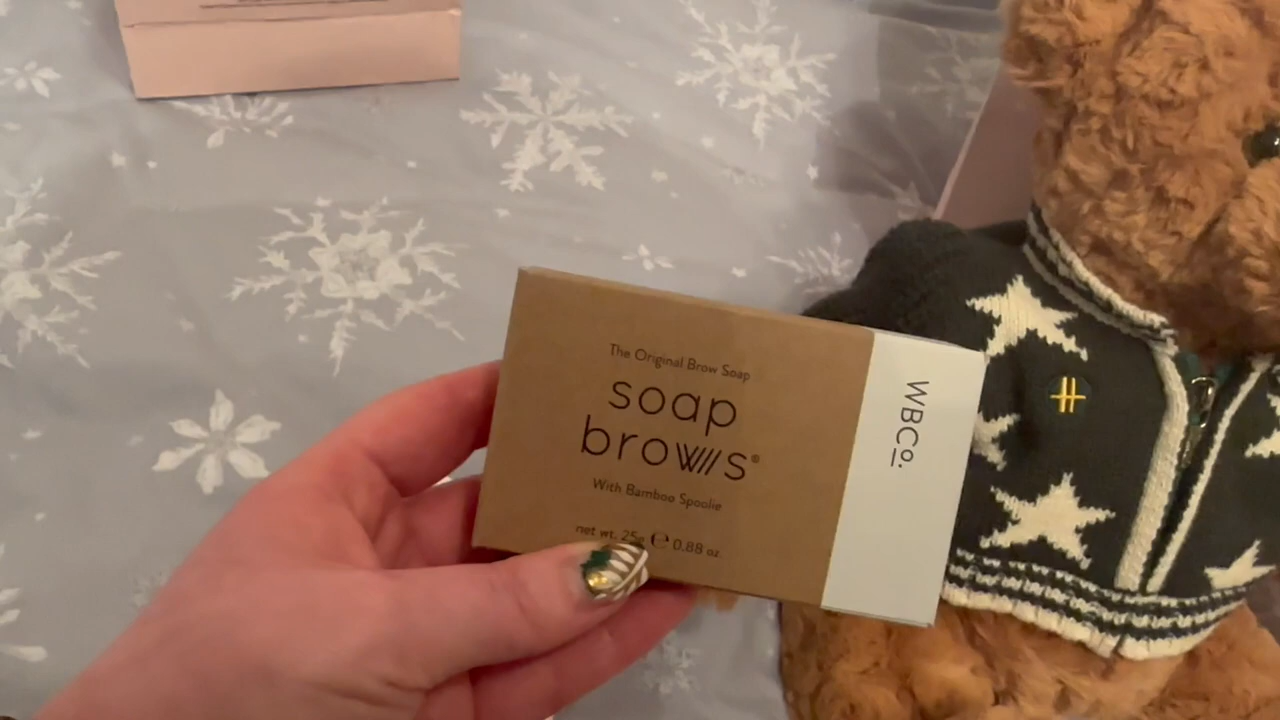 The Original Brow Soap
soap
brows®
With Bamboo Spoolie
net wt. 25g ℮ 0.88 oz
WBCo.